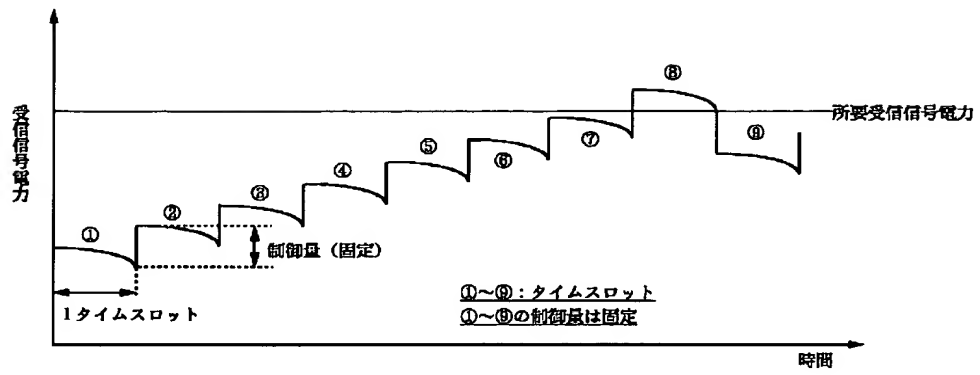 ⑧
所要受信信号電力
受信信号電力
⑨
⑦
⑤
⑥
④
③
②
①
制御量（固定）
1タイムスロット
①〜⑨：タイムスロット
①〜⑨の制御量は固定
時間